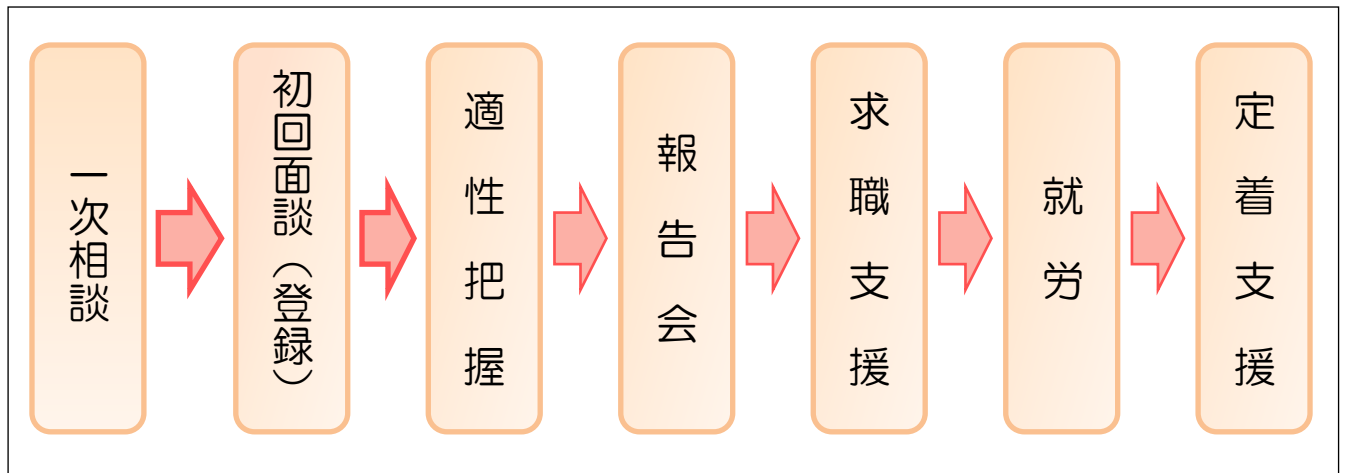 一次相談
初回面談（登録）
適性把握
報告会
求職支援
就労
定着支援